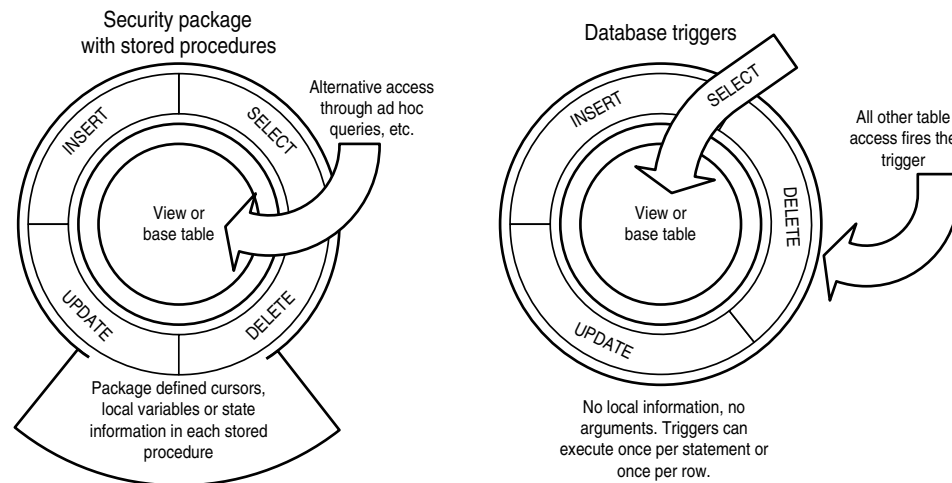 Security package
with stored procedures
INSERT
SELECT
UPDATE
DELETE
View or
base table
Alternative access
through ad hoc
queries, etc.
Package defined cursors,
local variables or state
information in each stored
procedure
Database triggers
INSERT
SELECT
DELETE
UPDATE
View or
base table
All other table
access fires the
trigger
No local information, no
arguments. Triggers can
execute once per statement or
once per row.